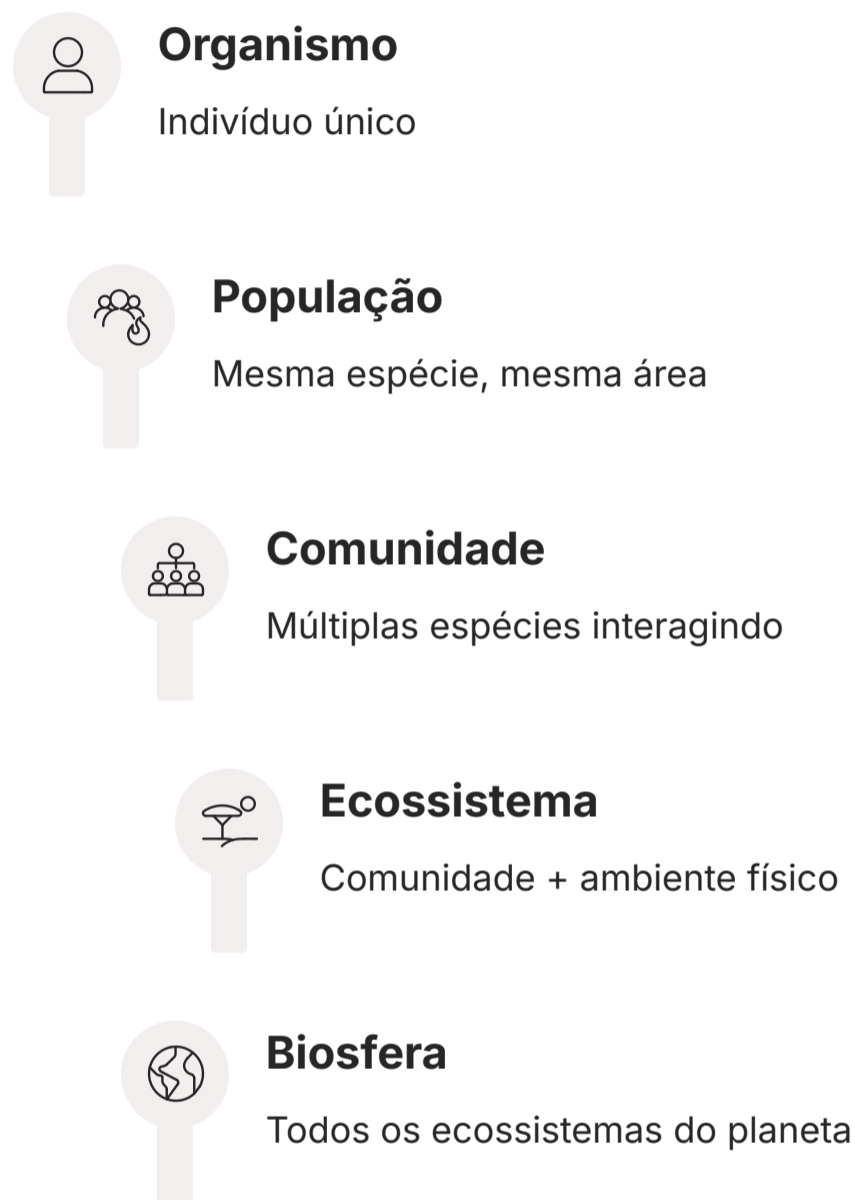 Organismo
Indivíduo único
População
Mesma espécie, mesma área
Comunidade
Múltiplas espécies interagindo
Ecossistema
Comunidade + ambiente físico
Biosfera
Todos os ecossistemas do planeta